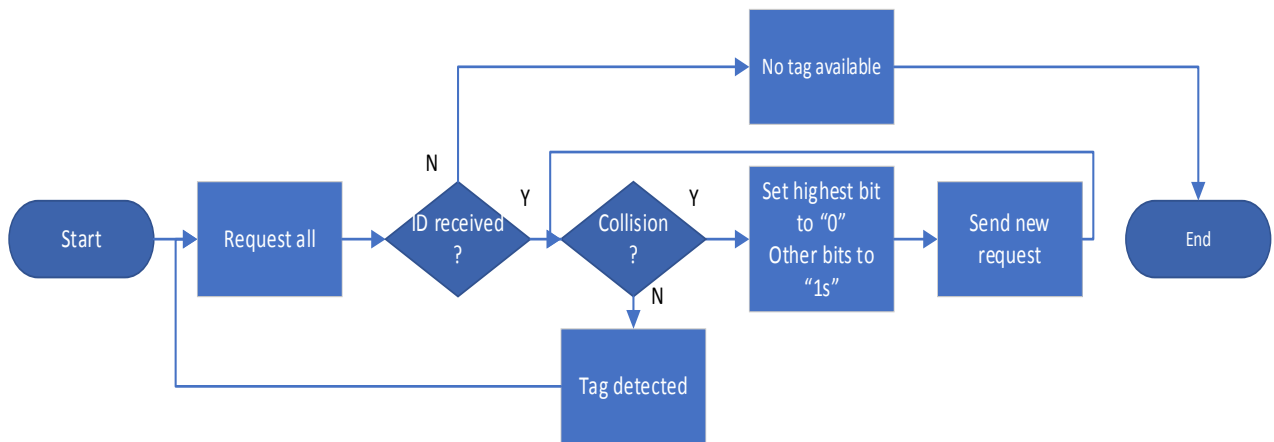 No tag available
N
Y
Start
Request all
ID received
?
Collision
?
Y
Set highest bit
to “0”
Other bits to
“1s”
Send new
request
End
N
Tag detected